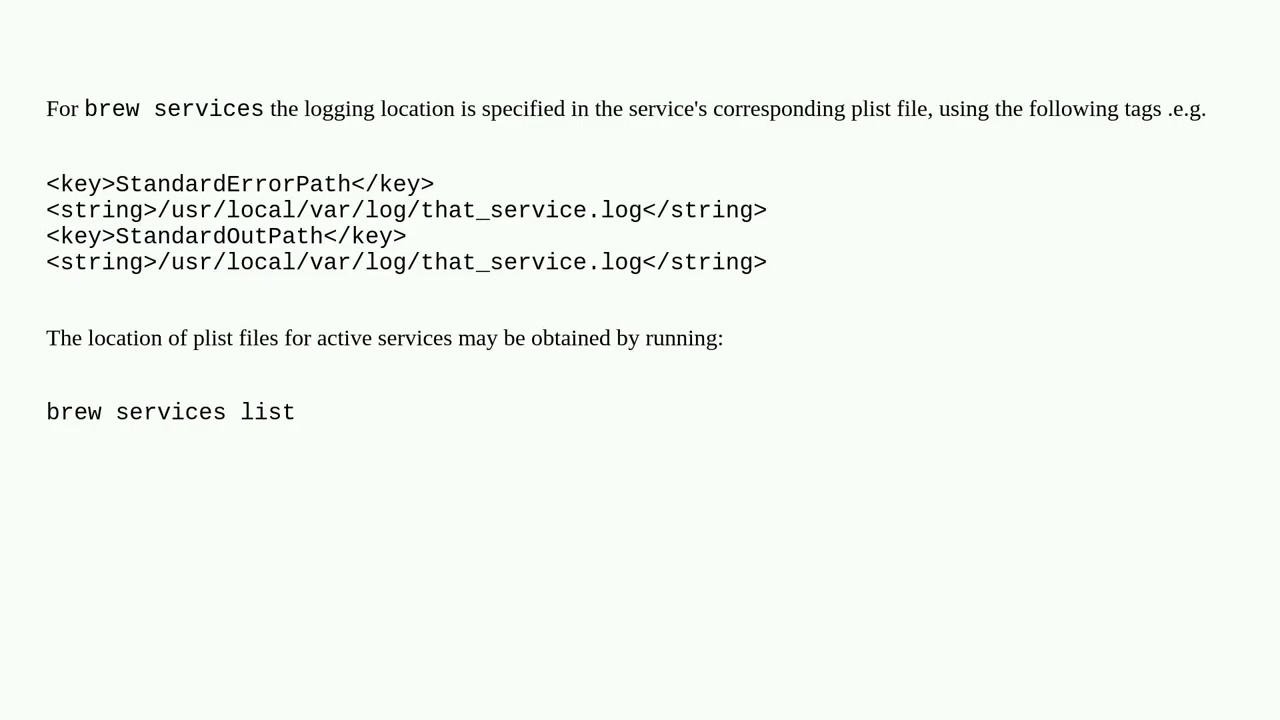 For brew services the logging location is specified in the service's corresponding plist file, using the following tags .e.g.
<key>StandardErrorPath</key>
<string>/usr/local/var/log/that_service.log</string>
<key>StandardOutPath</key>
<string>/usr/local/var/log/that_service.log</string>
The location of plist files for active services may be obtained by running:
brew services list